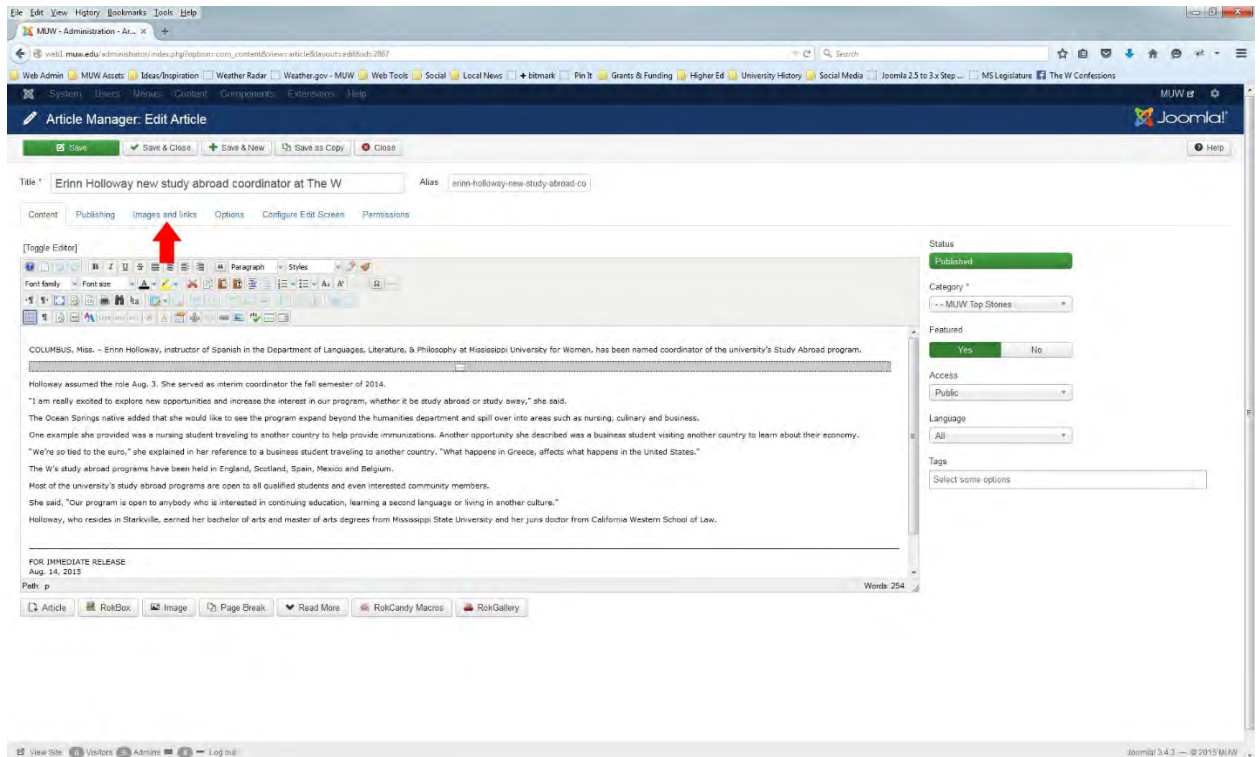 File Edit View History Bookmarks Tools Help
MUW - Administration - Ar... × +
web1.muw.edu/administrator/index.php?option=com_content&view=article&layout=edit&id=2887
Search
Web Admin MUW Assets Ideas/Inspiration Weather Radar Weather.gov - MUW Web Tools Social Local News + bitmark Pin It Grants & Funding Higher Ed University History Social Media Joomla 2.5 to 3.x Step ... MS Legislature The W Confessions
System Users Menus Content Components Extensions Help MUW
Article Manager: Edit Article Joomla!
Save Save & Close Save & New Save as Copy Close Help
Title * Erinn Holloway new study abroad coordinator at The W Alias erinn-holloway-new-study-abroad-co
Content Publishing Images and links Options Configure Edit Screen Permissions
[Toggle Editor]
Paragraph Styles
Font family Font size
COLUMBUS, Miss. – Erinn Holloway, instructor of Spanish in the Department of Languages, Literature, & Philosophy at Mississippi University for Women, has been named coordinator of the university's Study Abroad program.
Holloway assumed the role Aug. 3. She served as interim coordinator the fall semester of 2014.
"I am really excited to explore new opportunities and increase the interest in our program, whether it be study abroad or study away," she said.
The Ocean Springs native added that she would like to see the program expand beyond the humanities department and spill over into areas such as nursing, culinary and business.
One example she provided was a nursing student traveling to another country to help provide immunizations. Another opportunity she described was a business student visiting another country to learn about their economy.
"We're so tied to the euro," she explained in her reference to a business student traveling to another country. "What happens in Greece, affects what happens in the United States."
The W's study abroad programs have been held in England, Scotland, Spain, Mexico and Belgium.
Most of the university's study abroad programs are open to all qualified students and even interested community members.
She said, "Our program is open to anybody who is interested in continuing education, learning a second language or living in another culture."
Holloway, who resides in Starkville, earned her bachelor of arts and master of arts degrees from Mississippi State University and her juris doctor from California Western School of Law.
FOR IMMEDIATE RELEASE
Aug. 14, 2015
Path: p Words: 254
Article RokBox Image Page Break Read More RokCandy Macros RokGallery
Status
Published
Category *
- - MUW Top Stories
Featured
Yes No
Access
Public
Language
All
Tags
Select some options
View Site Visitors Admins Log out Joomla! 3.4.3 — © 2015 MUW